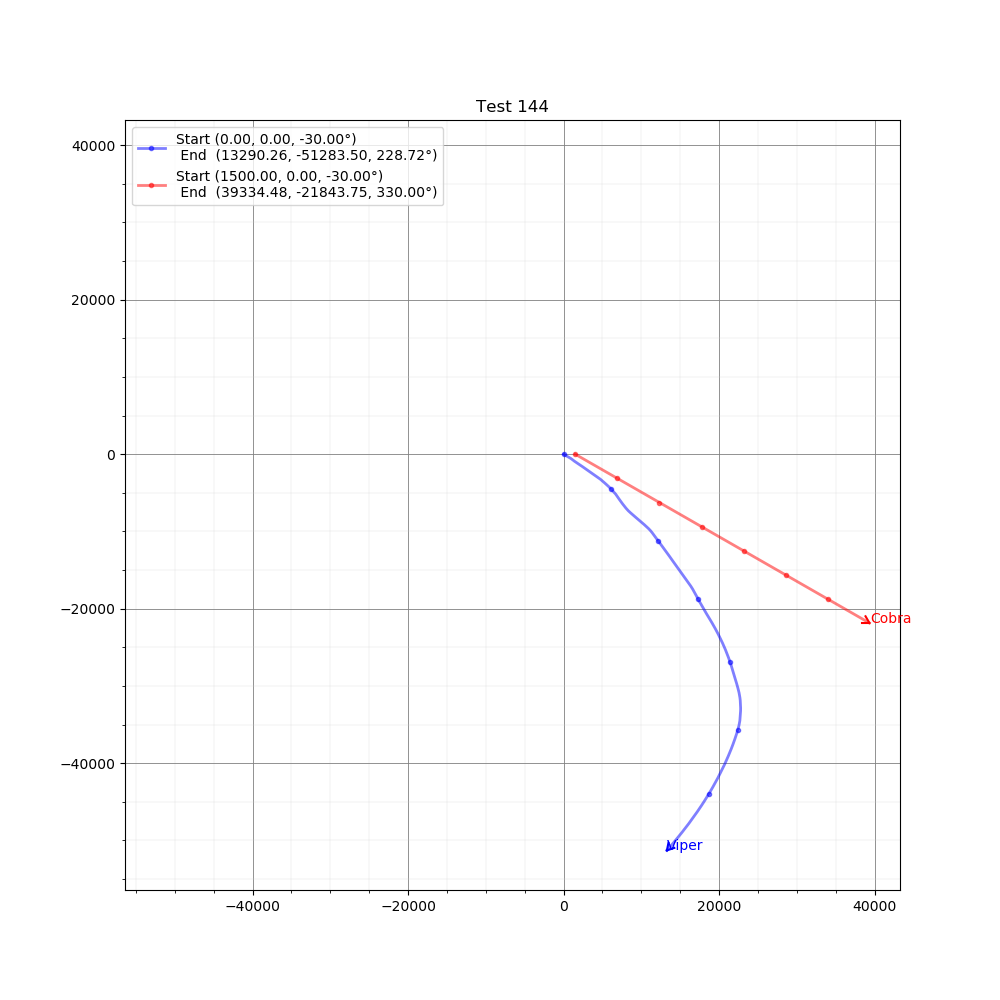 Test 144
Start (0.00, 0.00, -30.00°)
End  (13290.26, -51283.50, 228.72°)
Start (1500.00, 0.00, -30.00°)
End  (39334.48, -21843.75, 330.00°)
40000
20000
0
−20000
−40000
Cobra
Viper
−40000 −20000 0 20000 40000